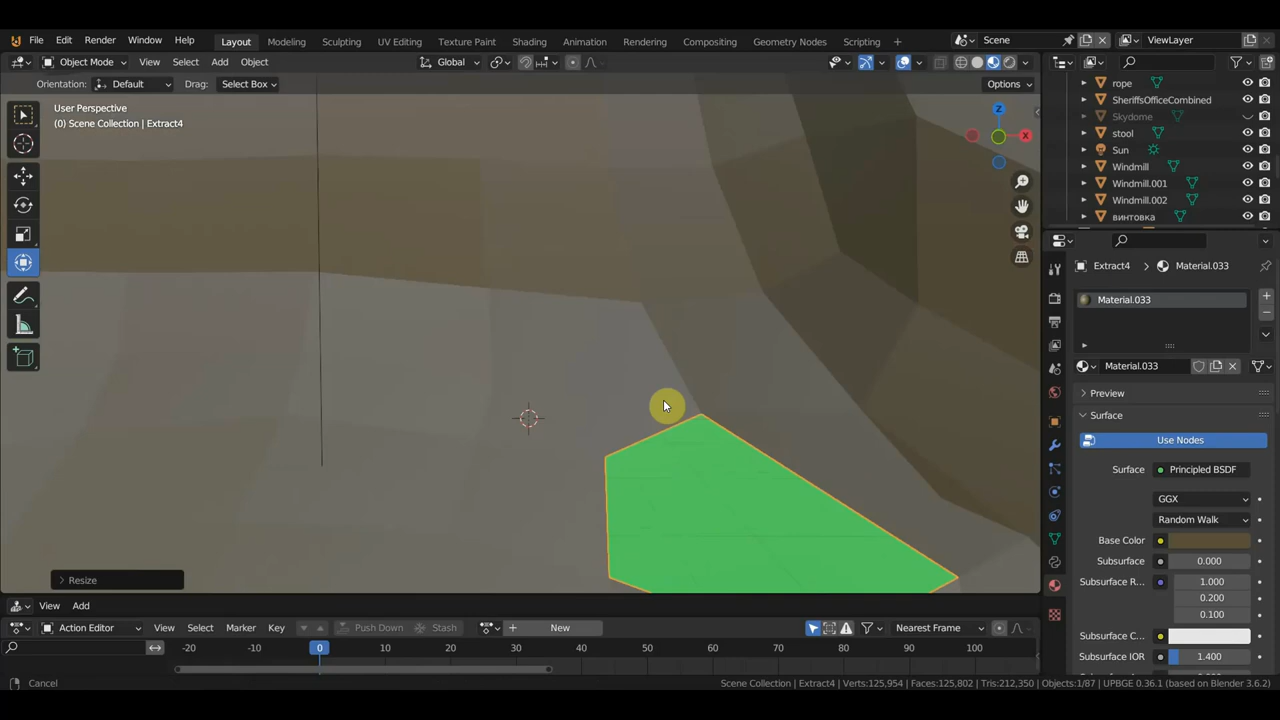 File Edit Render Window Help Layout Modeling Sculpting UV Editing Texture Paint Shading Animation Rendering Compositing Geometry Nodes Scripting + Scene ViewLayer
Object Mode View Select Add Object Global
Orientation: Default Drag: Select Box Options
User Perspective
(0) Scene Collection | Extract4
Z
X
rope
SheriffsOfficeCombined
Skydome
stool
Sun
Windmill
Windmill.001
Windmill.002
винтовка
Extract4 Material.033
Material.033
Material.033
Preview
Surface
Use Nodes
Surface Principled BSDF
GGX
Random Walk
Base Color
Subsurface 0.000
Subsurface R... 1.000
0.200
0.100
Subsurface C...
Subsurface IOR 1.400
Resize
View Add
Action Editor View Select Marker Key Push Down Stash New Nearest Frame
-20 -10 0 10 20 30 40 50 60 70 80 90 100 110 120 130
Cancel Scene Collection | Extract4 | Verts:125,954 | Faces:125,802 | Tris:212,350 | Objects:1/87 | UPBGE 0.36.1 (based on Blender 3.6.2)